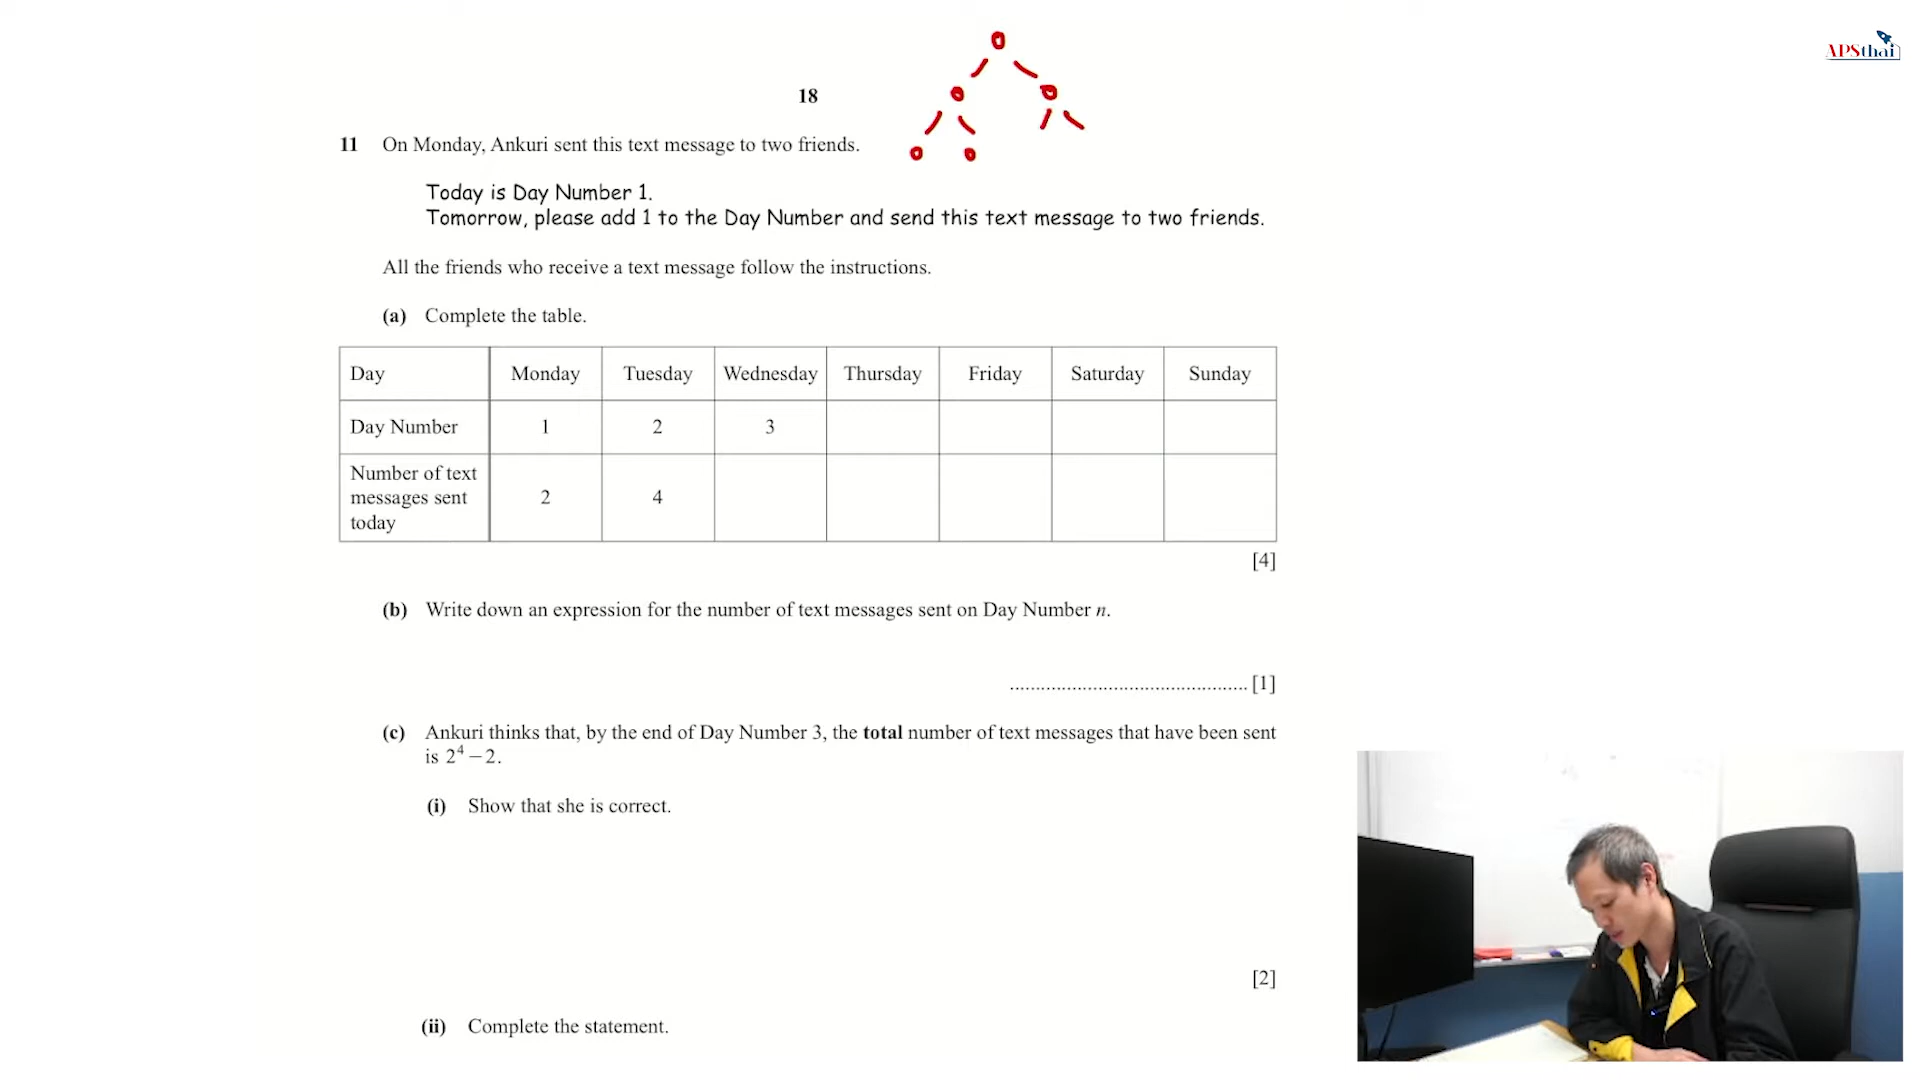 APSthai
18
11 On Monday, Ankuri sent this text message to two friends.
Today is Day Number 1.
Tomorrow, please add 1 to the Day Number and send this text message to two friends.
All the friends who receive a text message follow the instructions.
(a) Complete the table.
Day Monday Tuesday Wednesday Thursday Friday Saturday Sunday
Day Number 1 2 3
Number of text
messages sent 2 4
today
[4]
(b) Write down an expression for the number of text messages sent on Day Number n.
................................................ [1]
(c) Ankuri thinks that, by the end of Day Number 3, the total number of text messages that have been sent
is 2⁴ – 2.
(i) Show that she is correct.
[2]
(ii) Complete the statement.